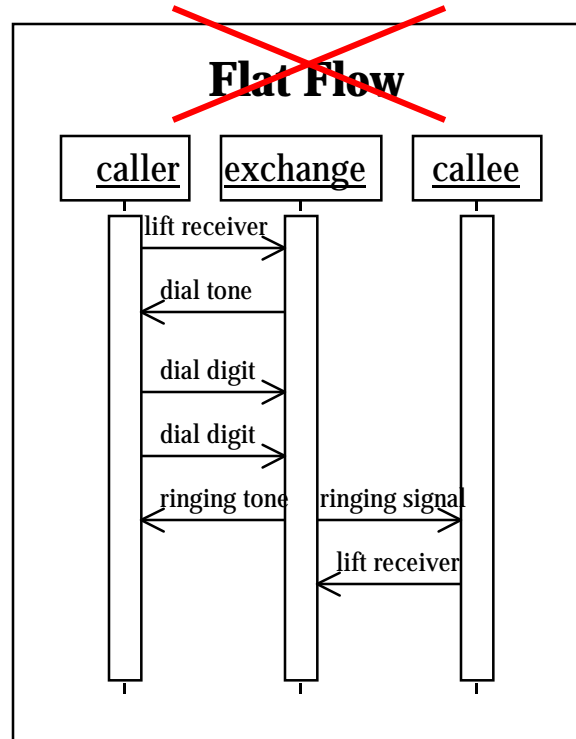 Flat Flow
caller exchange callee
lift receiver
dial tone
dial digit
dial digit
ringing tone ringing signal
lift receiver